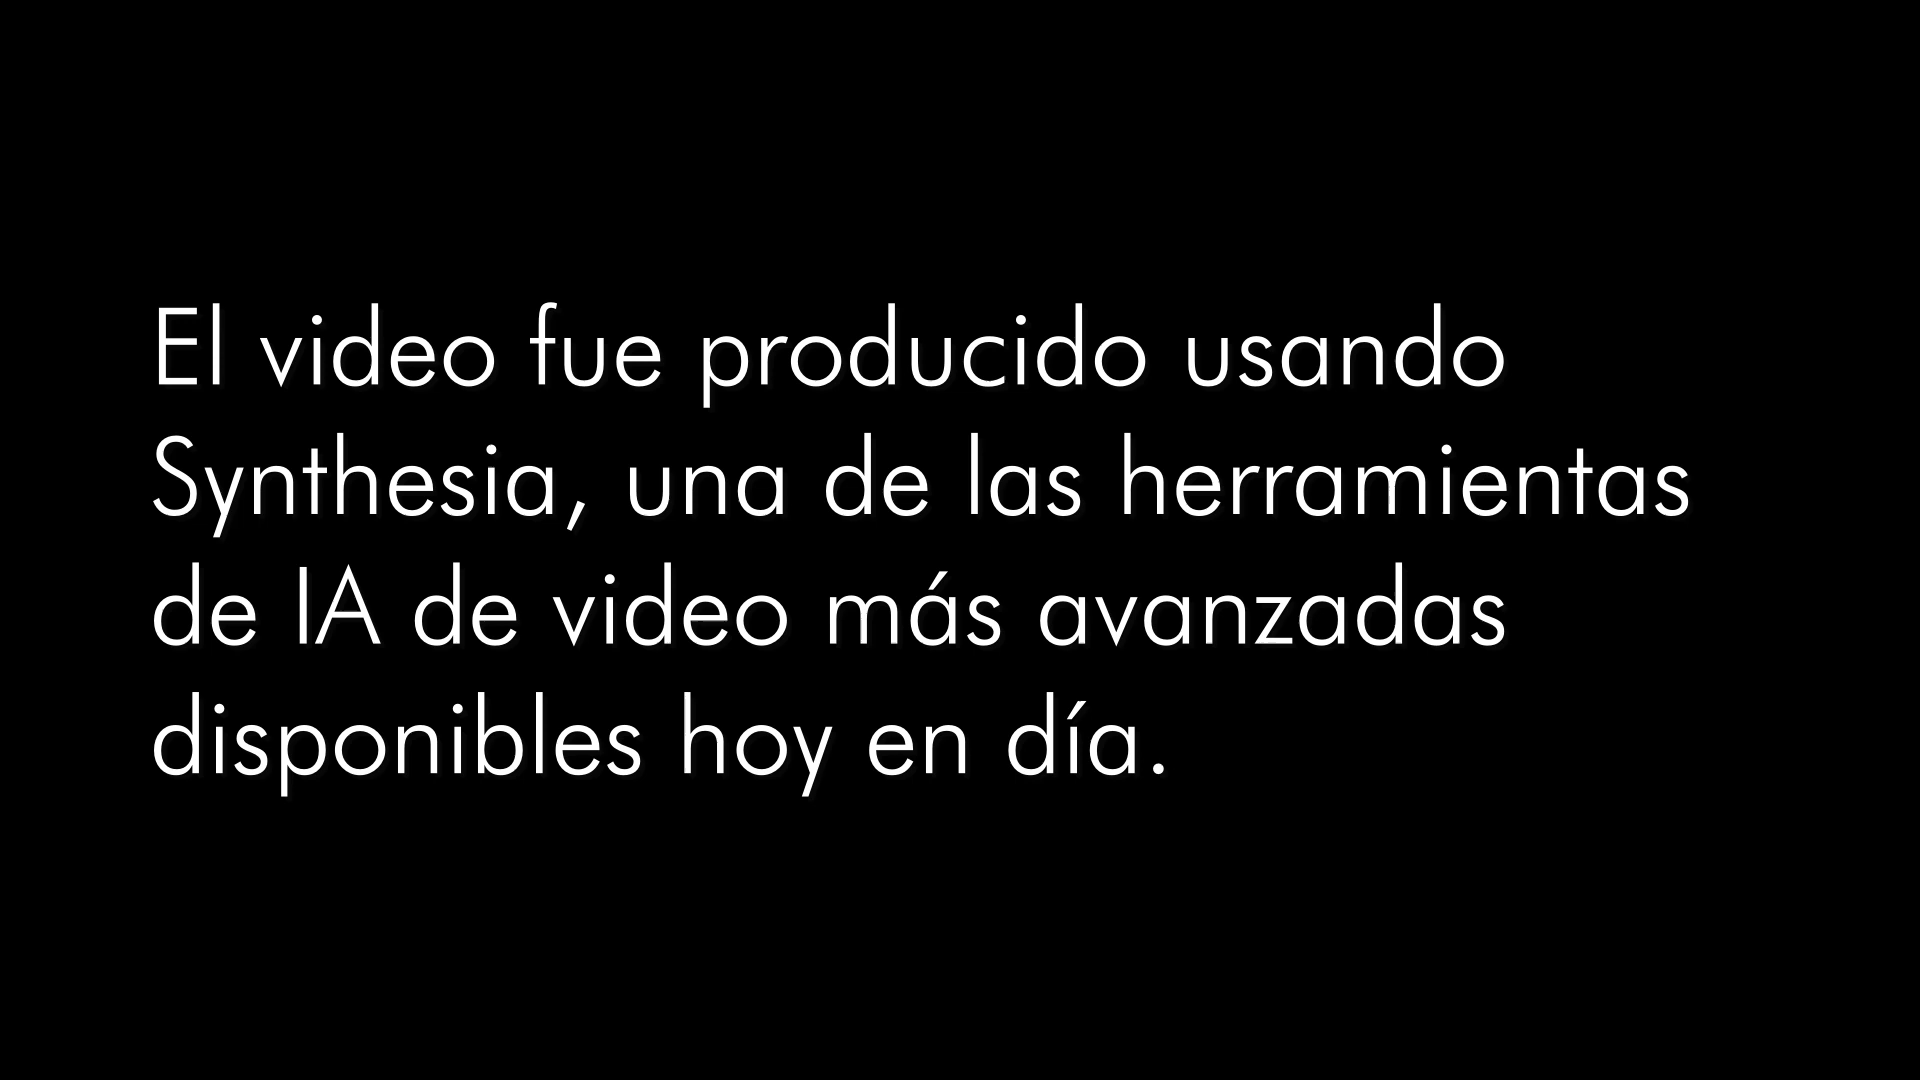 El video fue producido usando
Synthesia, una de las herramientas
de IA de video más avanzadas
disponibles hoy en día.